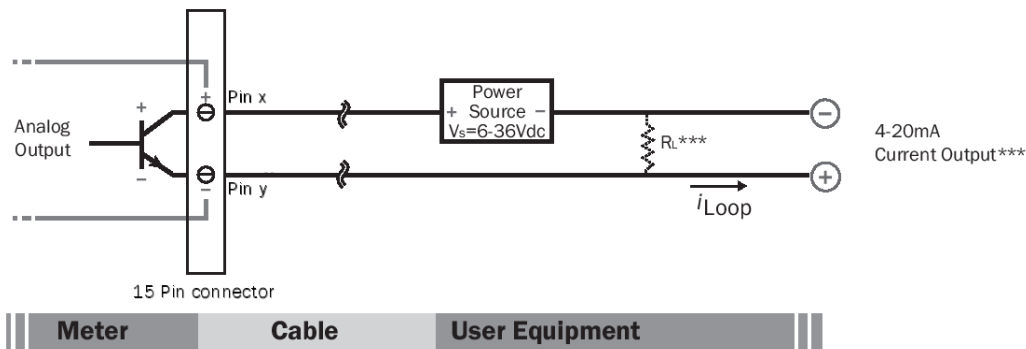 Analog
Output
+
−
+
Pin x
−
Pin y
15 Pin connector
Power
+ Source −
Vs=6-36Vdc
RL***
iLoop
−
+
4-20mA
Current Output***
Meter
Cable
User Equipment